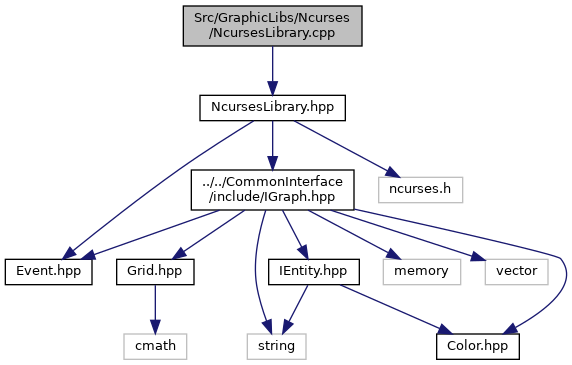 Src/GraphicLibs/Ncurses
/NcursesLibrary.cpp
NcursesLibrary.hpp
../../CommonInterface
/include/IGraph.hpp
ncurses.h
Event.hpp
Grid.hpp
IEntity.hpp
memory
vector
cmath
string
Color.hpp